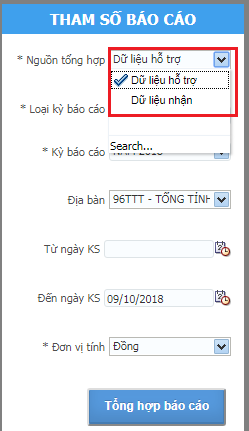 THAM SỐ BÁO CÁO
* Nguồn tổng hợp Dữ liệu hỗ trợ
Dữ liệu hỗ trợ
Dữ liệu nhận
* Loại kỳ báo cáo
Search...
* Kỳ báo cáo
Địa bàn 96TTT - TỔNG TỈNH
Từ ngày KS
Đến ngày KS 09/10/2018
* Đơn vị tính Đồng
Tổng hợp báo cáo